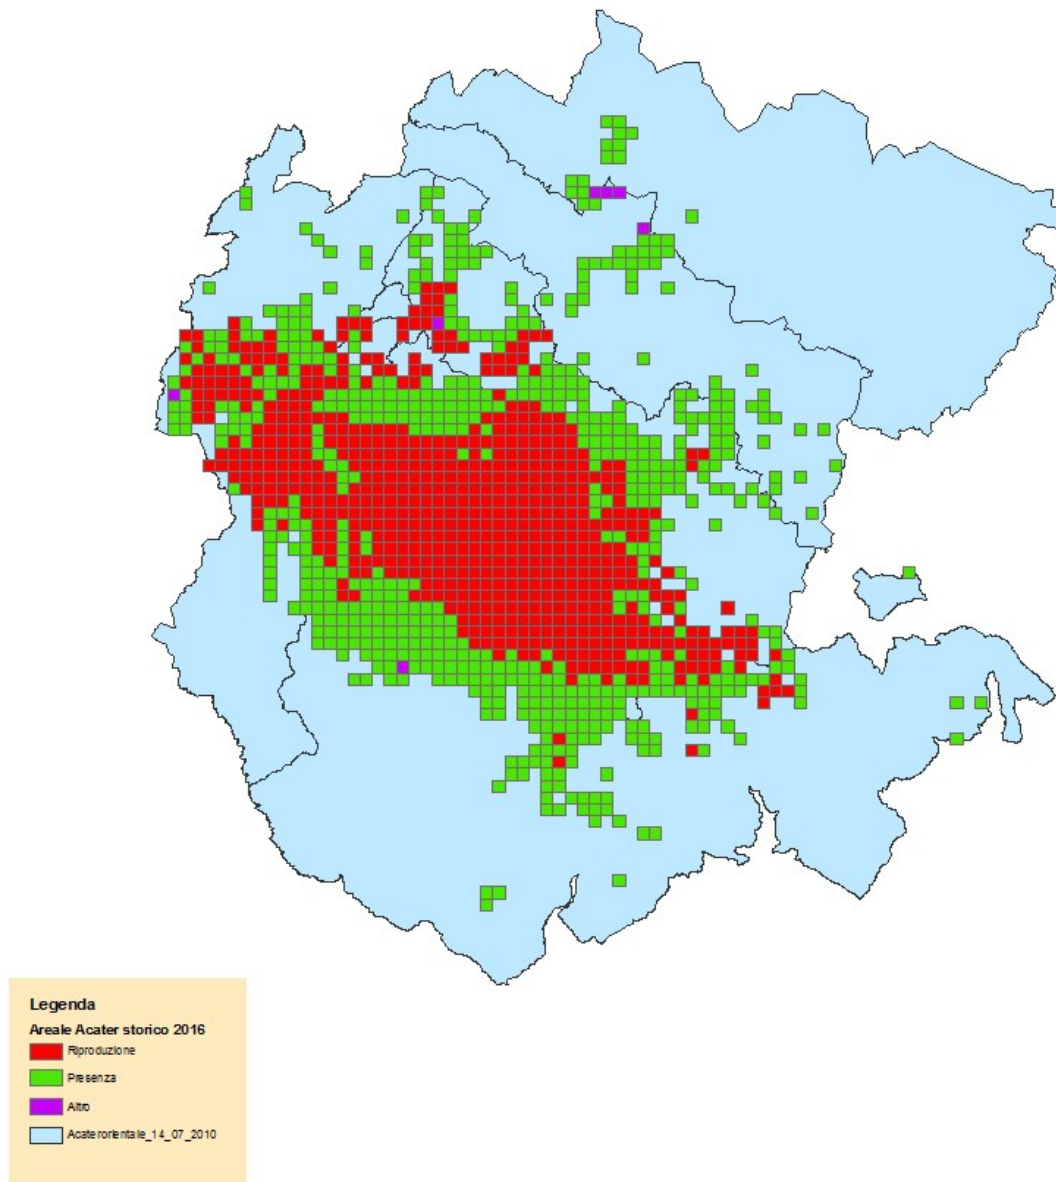 Legenda
Areale Acater storico 2016
Riproduzione
Presenza
Altro
Acaterorientale_14_07_2010